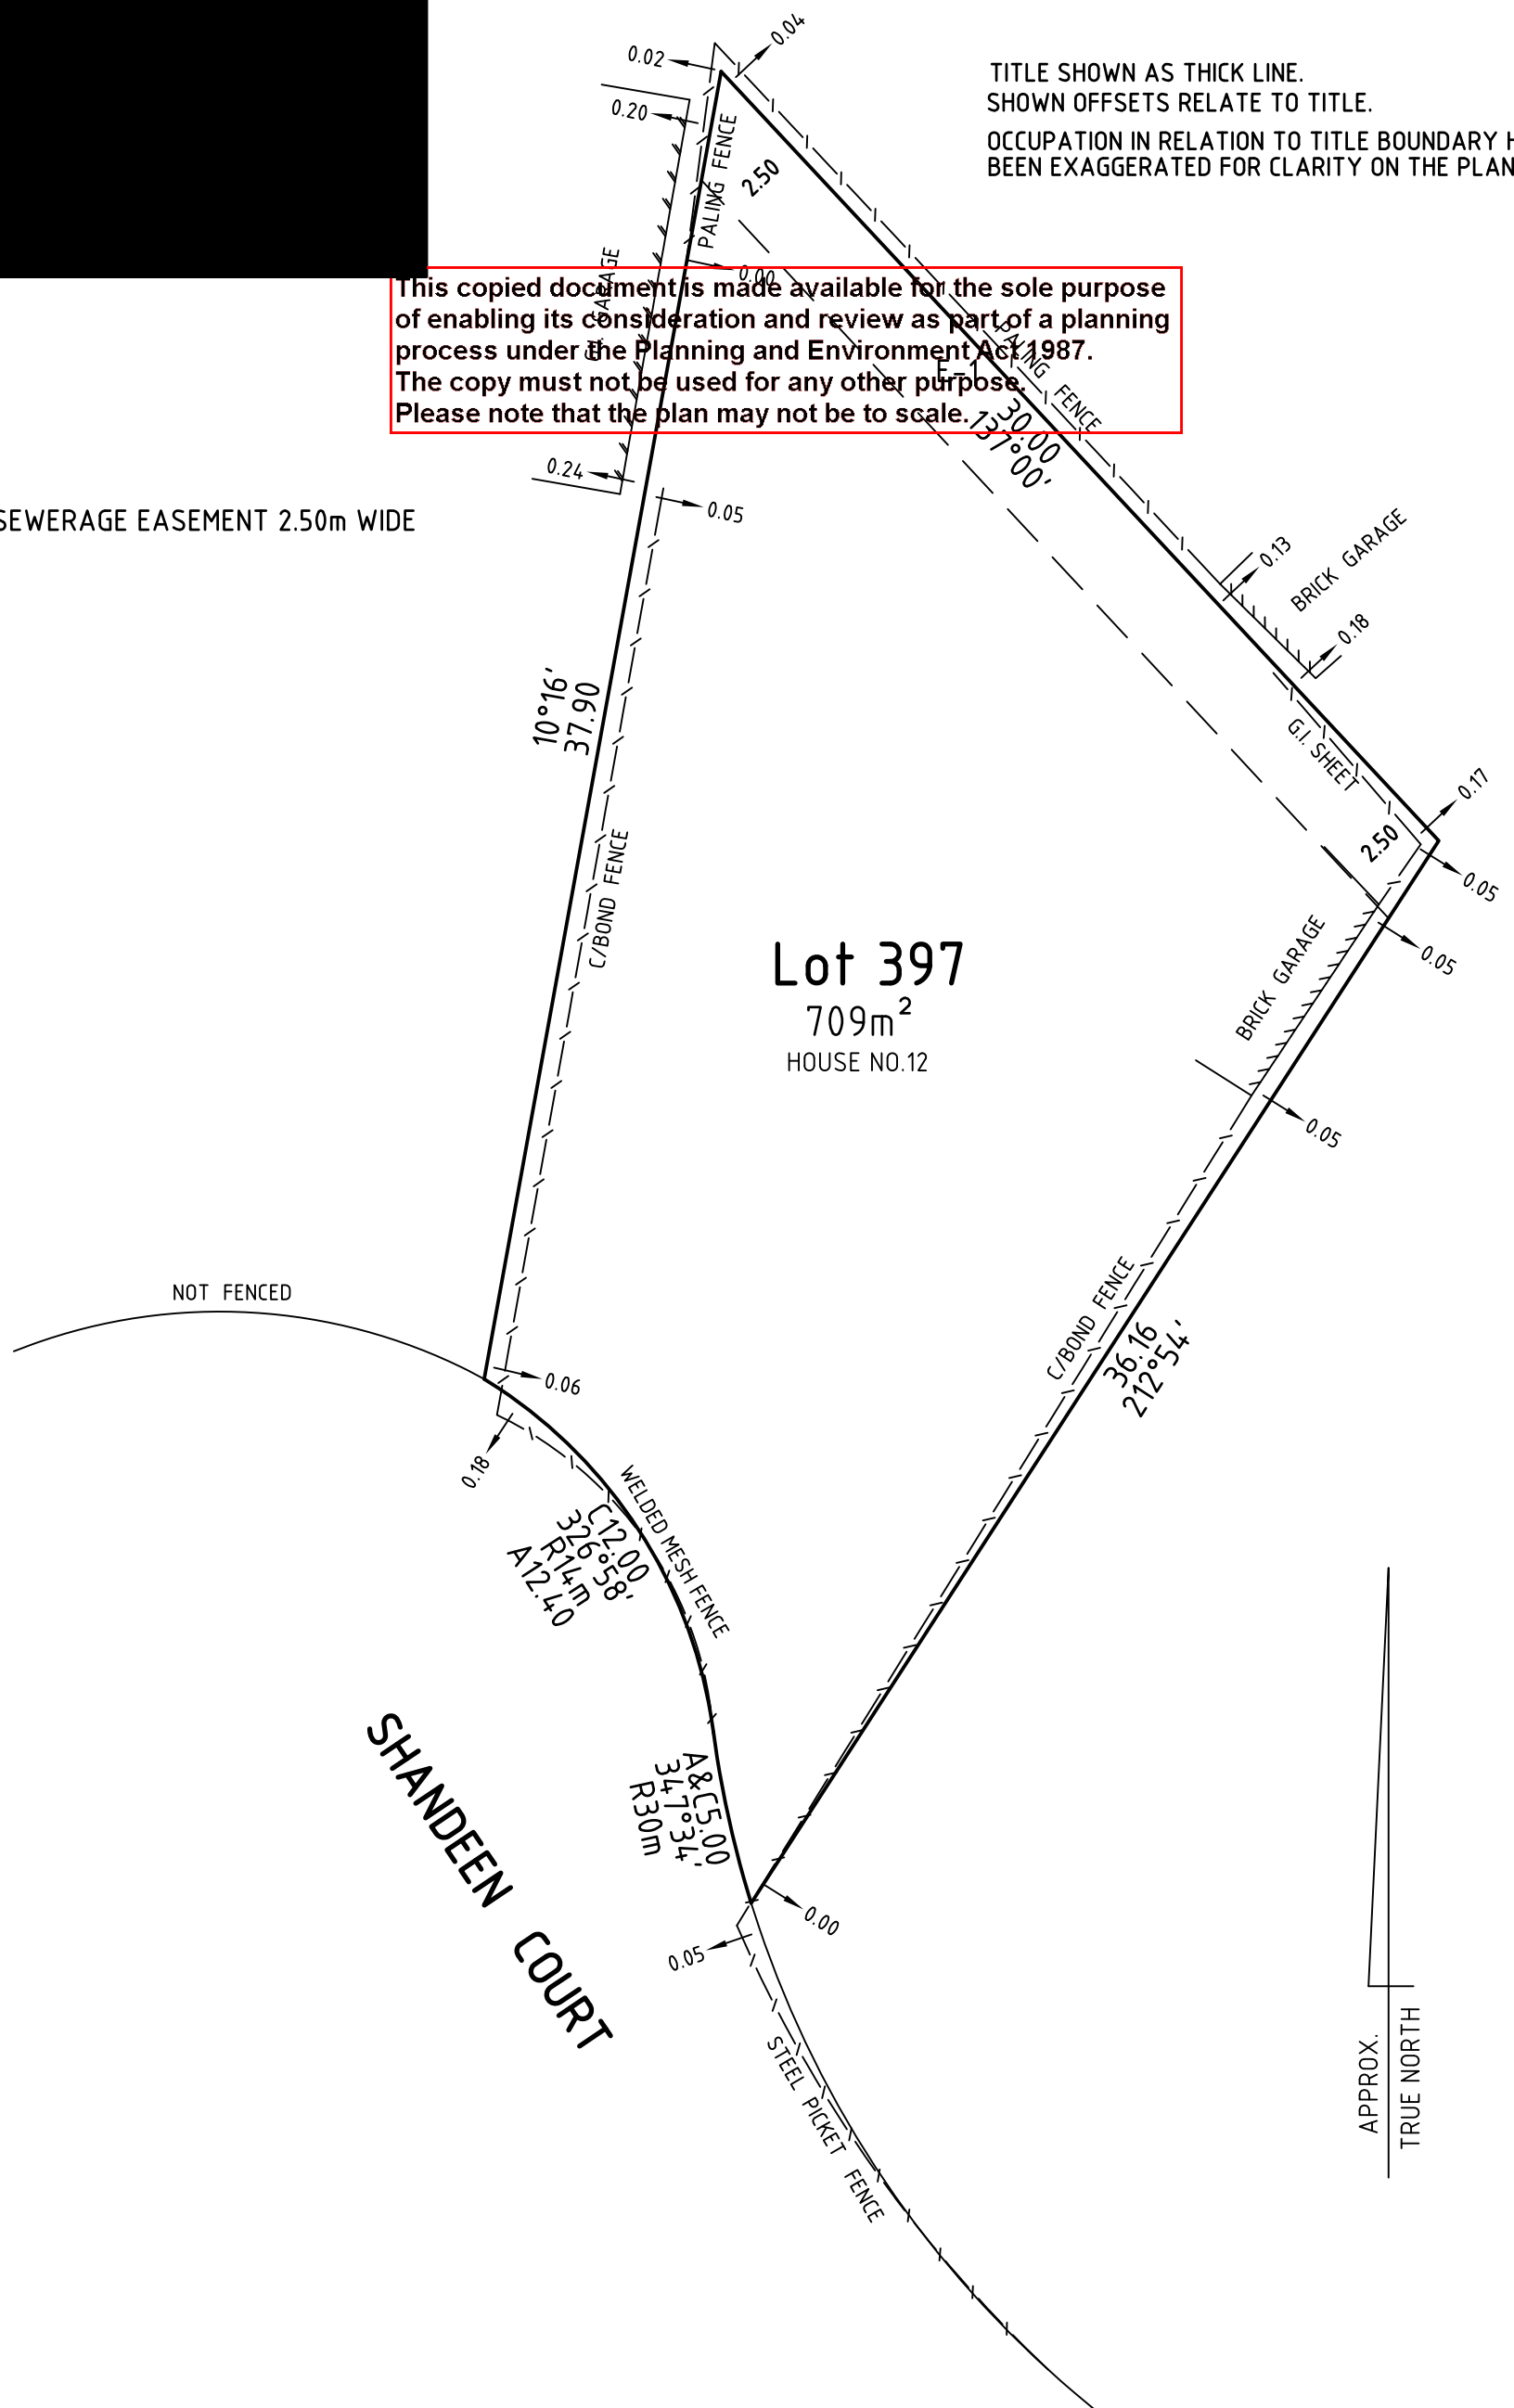 0.04
0.02
TITLE SHOWN AS THICK LINE.
SHOWN OFFSETS RELATE TO TITLE.
OCCUPATION IN RELATION TO TITLE BOUNDARY H
BEEN EXAGGERATED FOR CLARITY ON THE PLAN
0.20
PALING FENCE
2.50
0.00
G.I. GARAGE
This copied document is made available for the sole purpose
of enabling its consideration and review as part of a planning
process under the Planning and Environment Act 1987.
The copy must not be used for any other purpose.
Please note that the plan may not be to scale.
E-1
PALING FENCE
30.00
137°00'
0.24
0.05
SEWERAGE EASEMENT 2.50m WIDE
0.13
BRICK GARAGE
0.18
10°16'
37.90
G.I. SHEET
0.17
2.50
0.05
C/BOND FENCE
0.05
BRICK GARAGE
Lot 397
709m²
HOUSE NO.12
0.05
NOT FENCED
C/BOND FENCE
36.16
212°54'
0.06
0.18
WELDED MESH FENCE
C12.00
326°58'
R14m
A12.40
A&C5.00
347°34'
R30m
SHANDEEN COURT
0.00
0.05
STEEL PICKET FENCE
APPROX.
TRUE NORTH